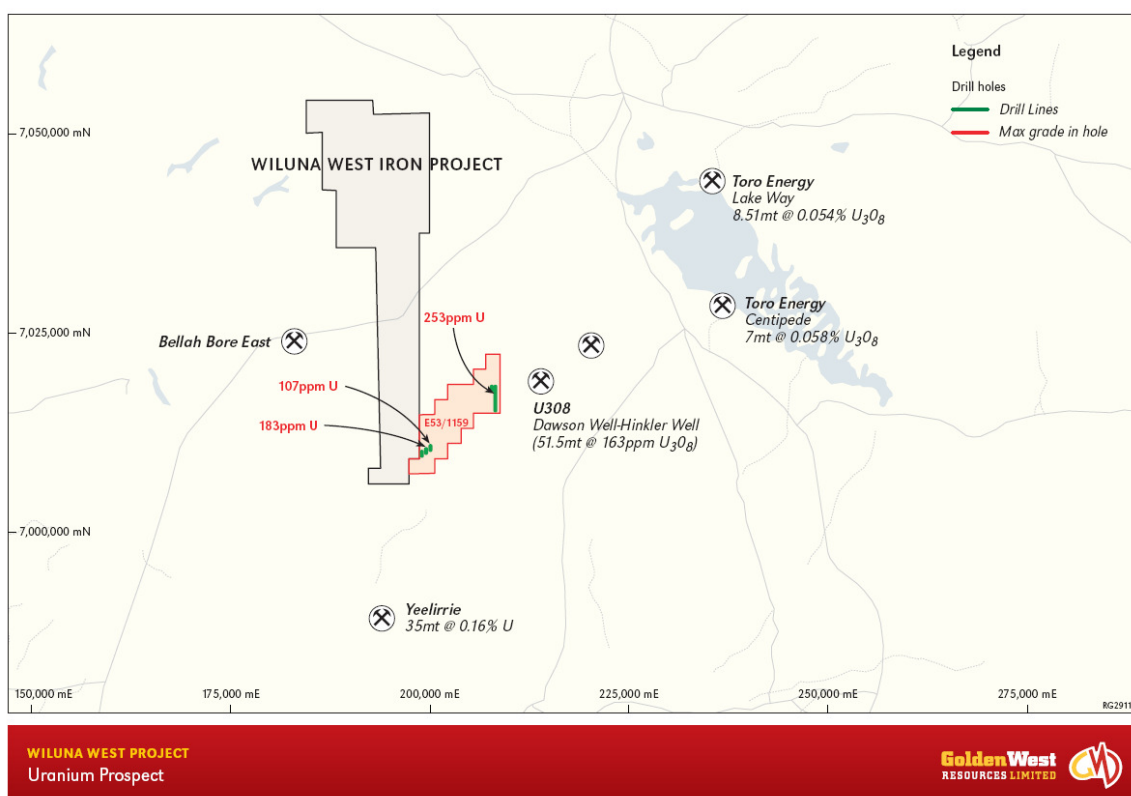 Legend
Drill holes
Drill Lines
Max grade in hole
7,050,000 mN
WILUNA WEST IRON PROJECT
Toro Energy
Lake Way
8.51mt @ 0.054% U₃0₈
Toro Energy
Centipede
7mt @ 0.058% U₃0₈
7,025,000 mN
253ppm U
Bellah Bore East
107ppm U
183ppm U
E53/1159
U308
Dawson Well-Hinkler Well
(51.5mt @ 163ppm U₃0₈)
7,000,000 mN
Yeelirrie
35mt @ 0.16% U
150,000 mE
175,000 mE
200,000 mE
225,000 mE
250,000 mE
275,000 mE
RG2911
WILUNA WEST PROJECT
Uranium Prospect
GoldenWest
RESOURCES LIMITED